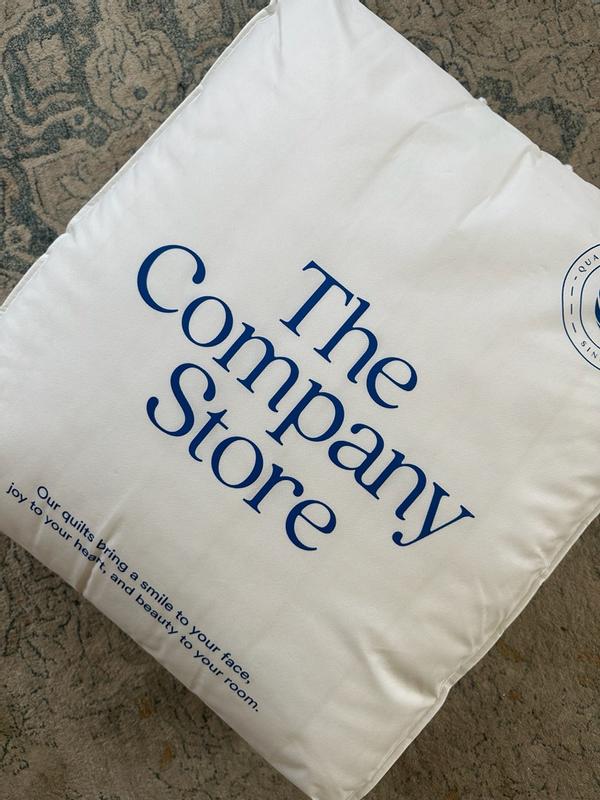 The
Company
Store
Our quilts bring a smile to your face,
joy to your heart, and beauty to your room.